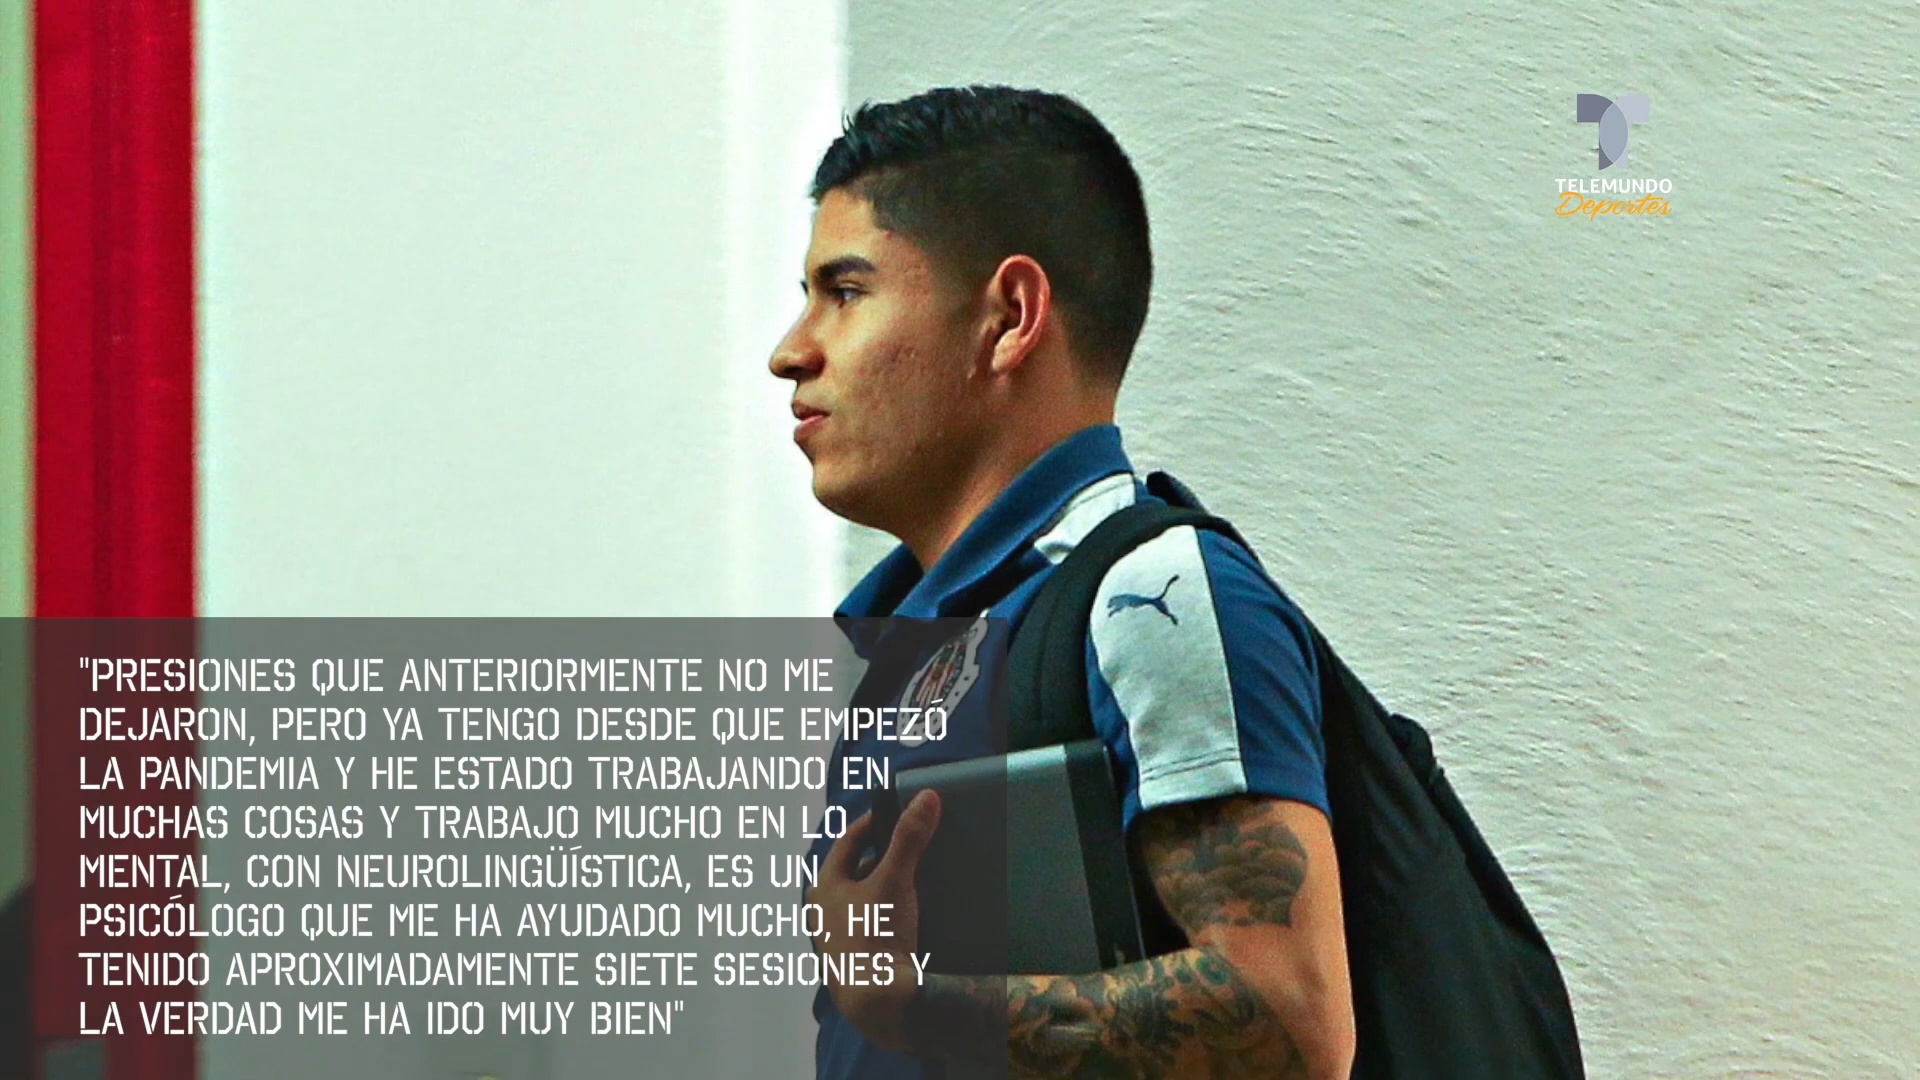 TELEMUNDO
Deportes
"PRESIONES QUE ANTERIORMENTE NO ME
DEJARON, PERO YA TENGO DESDE QUE EMPEZÓ
LA PANDEMIA Y HE ESTADO TRABAJANDO EN
MUCHAS COSAS Y TRABAJO MUCHO EN LO
MENTAL, CON NEUROLINGÜÍSTICA, ES UN
PSICÓLOGO QUE ME HA AYUDADO MUCHO, HE
TENIDO APROXIMADAMENTE SIETE SESIONES Y
LA VERDAD ME HA IDO MUY BIEN"